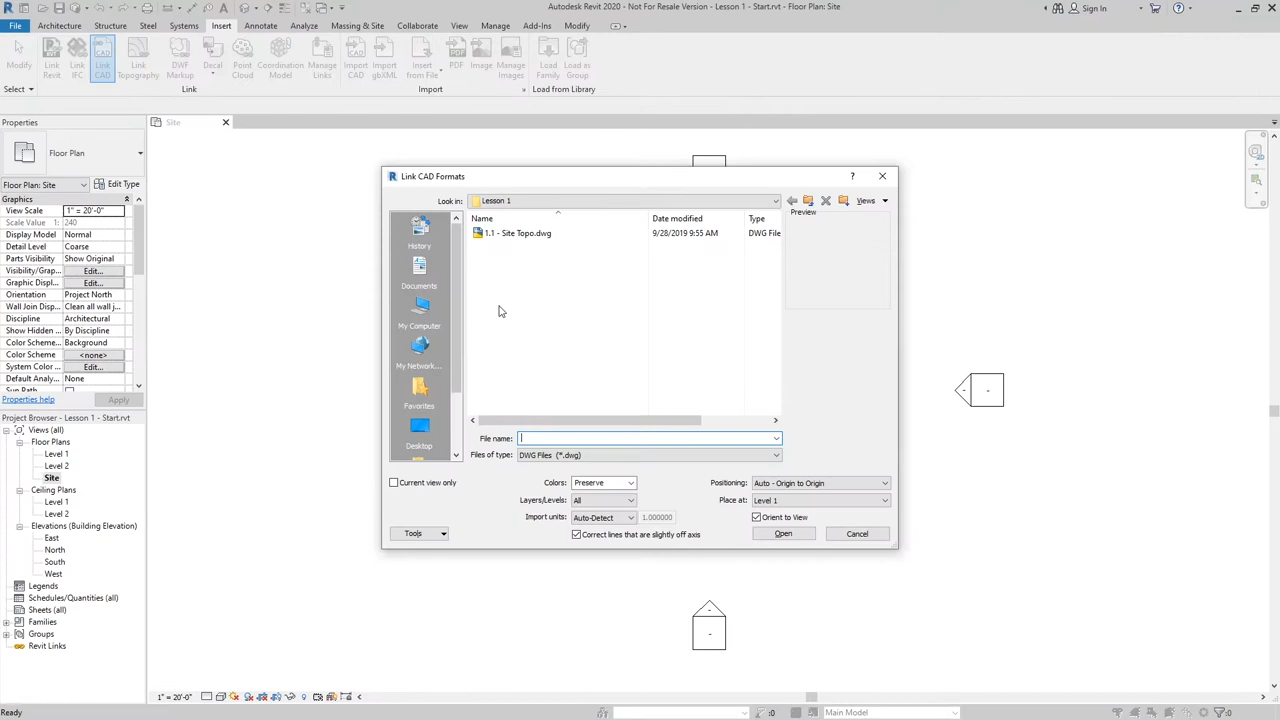 Autodesk Revit 2020 - Not For Resale Version - Lesson 1 - Start.rvt - Floor Plan: Site
Sign In
File Architecture Structure Steel Systems Insert Annotate Analyze Massing & Site Collaborate View Manage Add-Ins Modify
Modify
Link Revit
Link IFC
Link CAD
Link Topography
DWF Markup
Decal
Point Cloud
Coordination Model
Manage Links
Import CAD
Import gbXML
Insert from File
PDF
Image
Manage Images
Load Family
Load as Group
Select
Link
Import
Load from Library
Properties
Floor Plan
Floor Plan: Site
Edit Type
Graphics
View Scale 1" = 20'-0"
Scale Value 1: 240
Display Model Normal
Detail Level Coarse
Parts Visibility Show Original
Visibility/Grap... Edit...
Graphic Displ... Edit...
Orientation Project North
Wall Join Disp... Clean all wall j...
Discipline Architectural
Show Hidden ... By Discipline
Color Scheme... Background
Color Scheme <none>
System Color ... Edit...
Default Analy... None
Sun Path
Properties help
Apply
Project Browser - Lesson 1 - Start.rvt
Views (all)
Floor Plans
Level 1
Level 2
Site
Ceiling Plans
Level 1
Level 2
Elevations (Building Elevation)
East
North
South
West
Legends
Schedules/Quantities (all)
Sheets (all)
Families
Groups
Revit Links
Site
Link CAD Formats
Look in: Lesson 1
Views
History
Documents
My Computer
My Network...
Favorites
Desktop
Name Date modified Type
1.1 - Site Topo.dwg 9/28/2019 9:55 AM DWG File
Preview
File name:
Files of type: DWG Files (*.dwg)
Current view only
Colors: Preserve
Layers/Levels: All
Import units: Auto-Detect 1.000000
Correct lines that are slightly off axis
Positioning: Auto - Origin to Origin
Place at: Level 1
Orient to View
Tools
Open
Cancel
1" = 20'-0"
Ready
:0
Main Model
:0